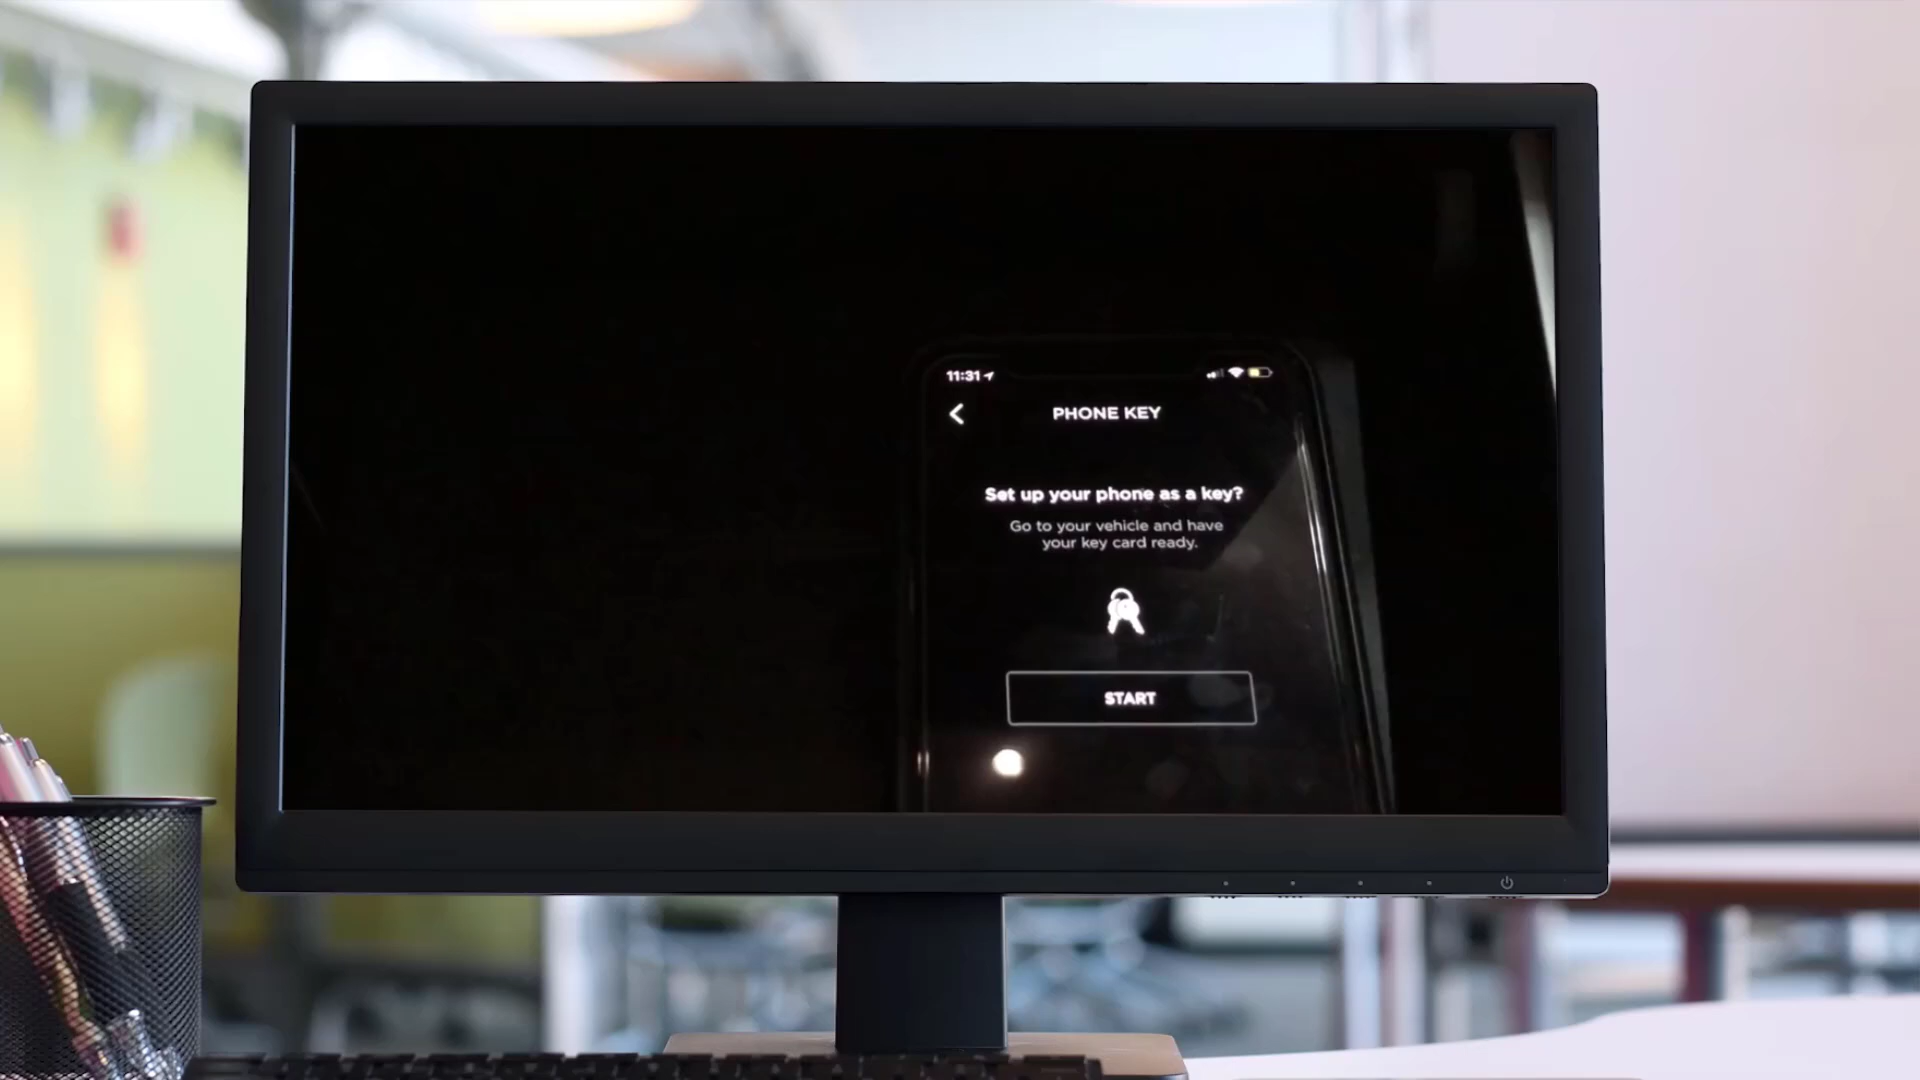 11:31
PHONE KEY
Set up your phone as a key?
Go to your vehicle and have
your key card ready.
START